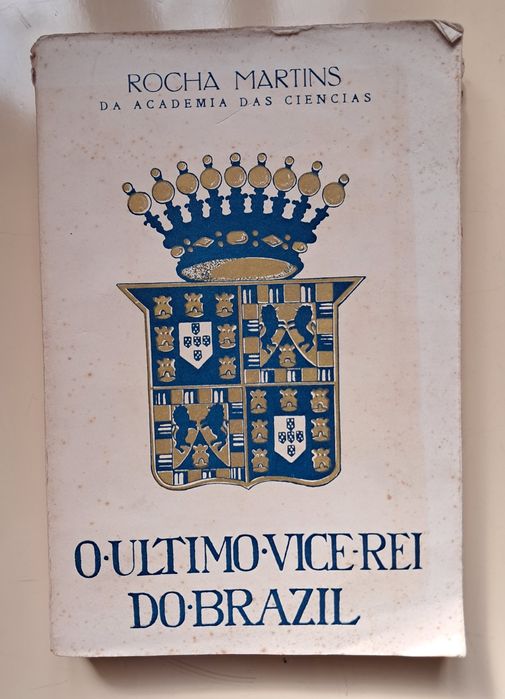 ROCHA MARTINS
DA ACADEMIA DAS CIENCIAS
O·ULTIMO·VICE-REI
DO·BRAZIL